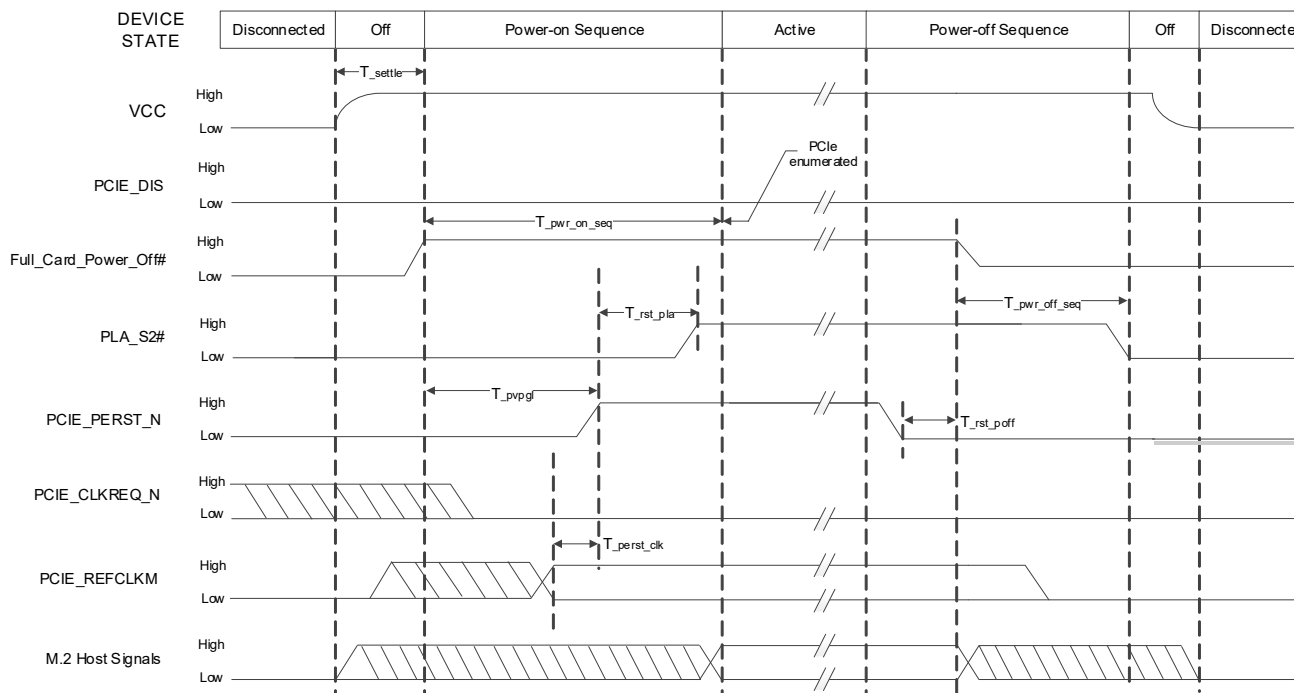 DEVICE
STATE
Disconnected Off Power-on Sequence Active Power-off Sequence Off Disconnecte
T_settle
VCC High
Low
PCIe
enumerated
PCIE_DIS High
Low
T_pwr_on_seq
Full_Card_Power_Off# High
Low
T_pwr_off_seq
T_rst_pla
PLA_S2# High
Low
T_pvpgl
PCIE_PERST_N High
Low
T_rst_poff
PCIE_CLKREQ_N High
Low
T_perst_clk
PCIE_REFCLKM High
Low
M.2 Host Signals High
Low